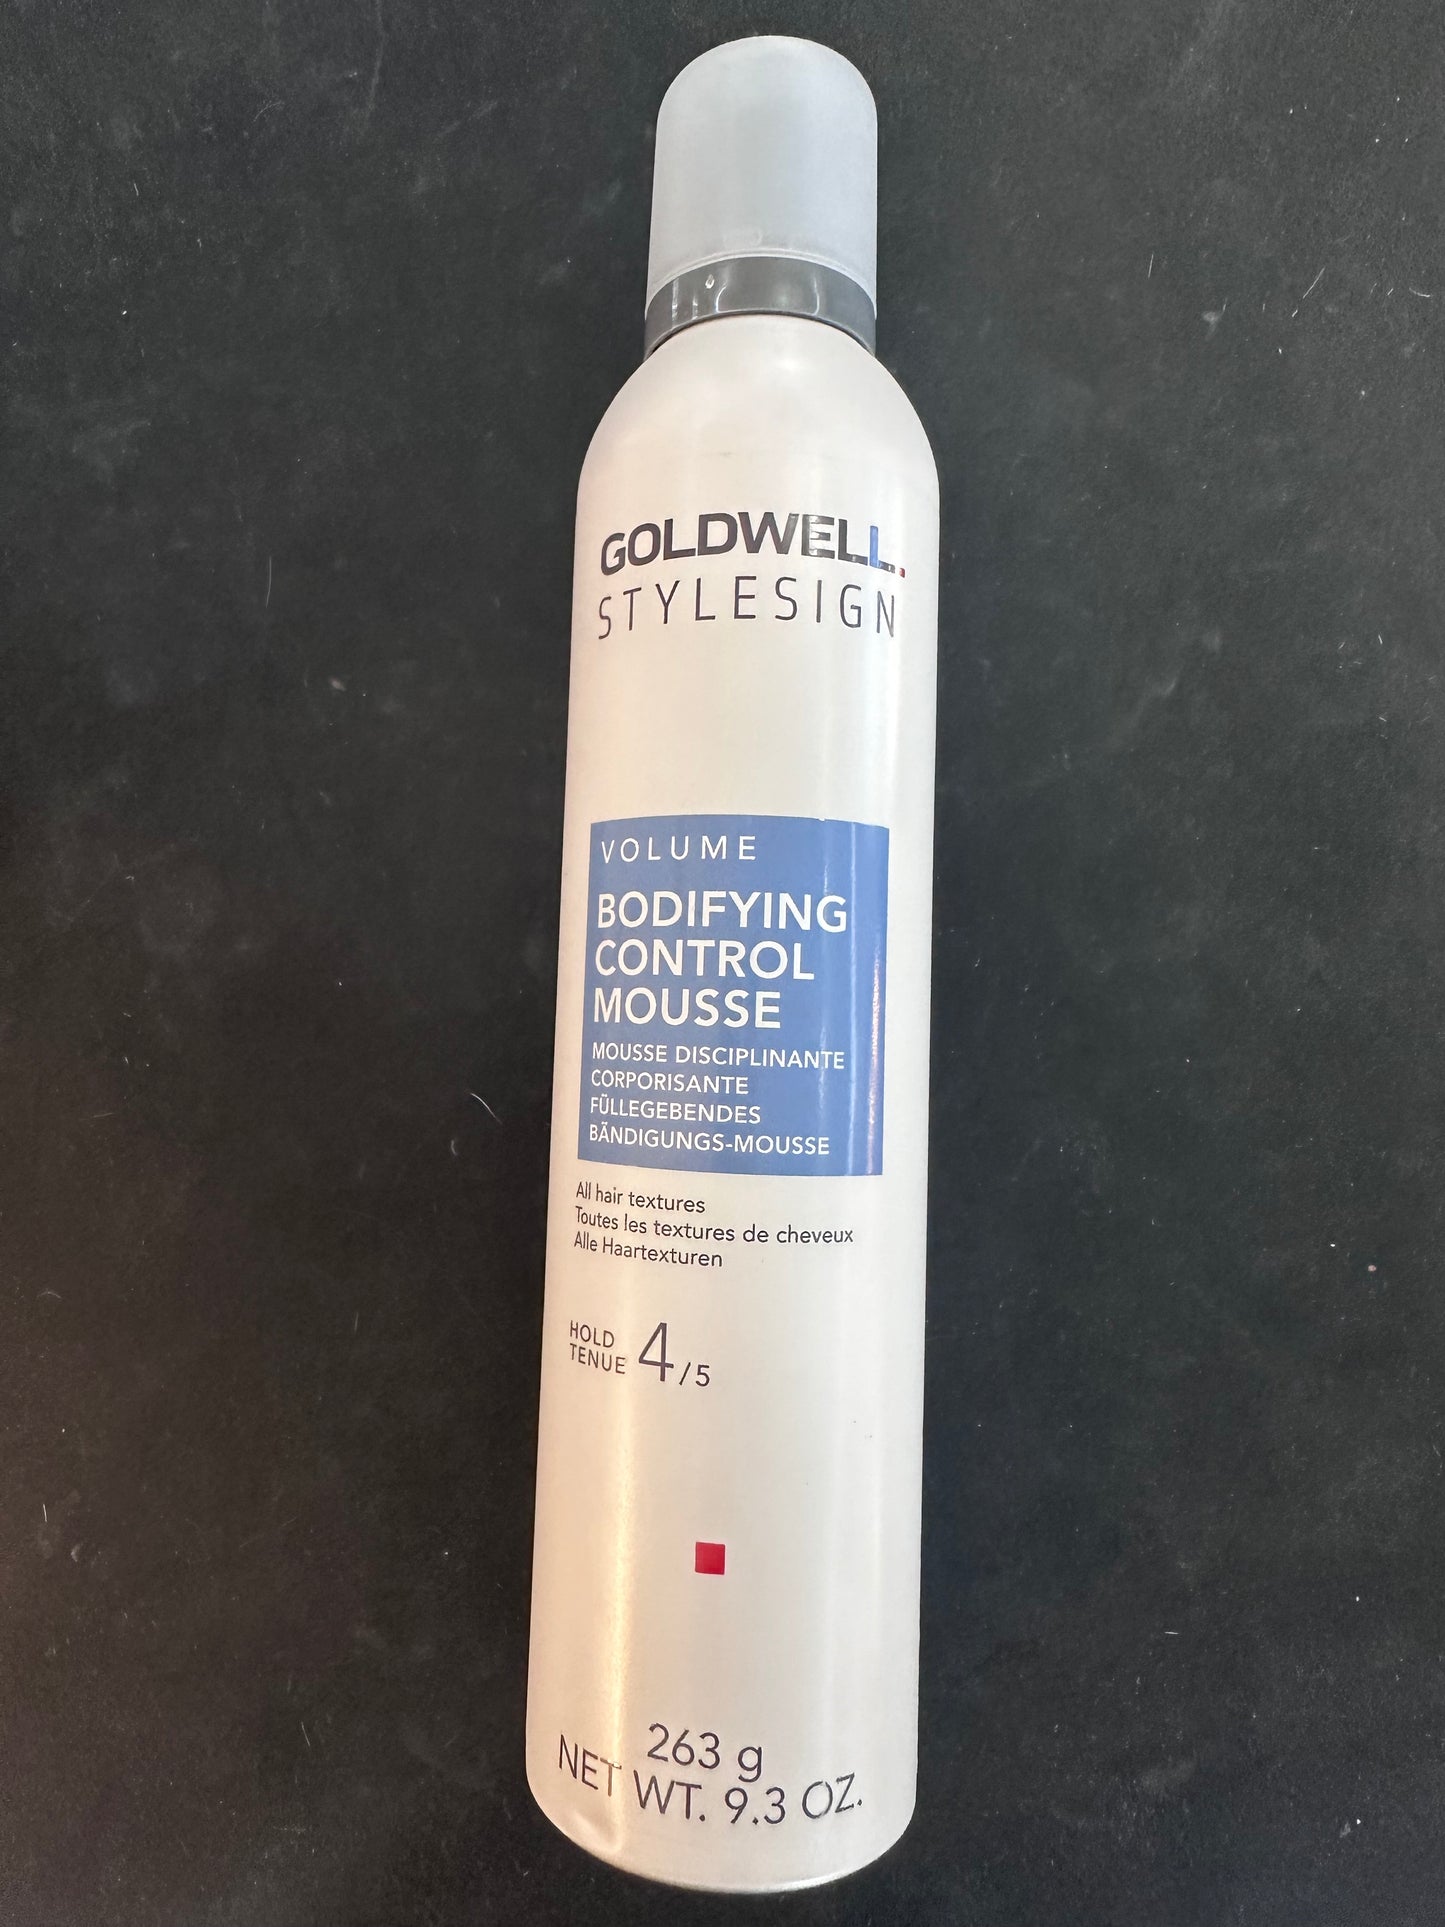 GOLDWELL.
STYLESIGN
VOLUME
BODIFYING
CONTROL
MOUSSE
MOUSSE DISCIPLINANTE
CORPORISANTE
FÜLLEGEBENDES
BÄNDIGUNGS-MOUSSE
All hair textures
Toutes les textures de cheveux
Alle Haartexturen
HOLD
TENUE 4/5
263 g
NET WT. 9.3 OZ.